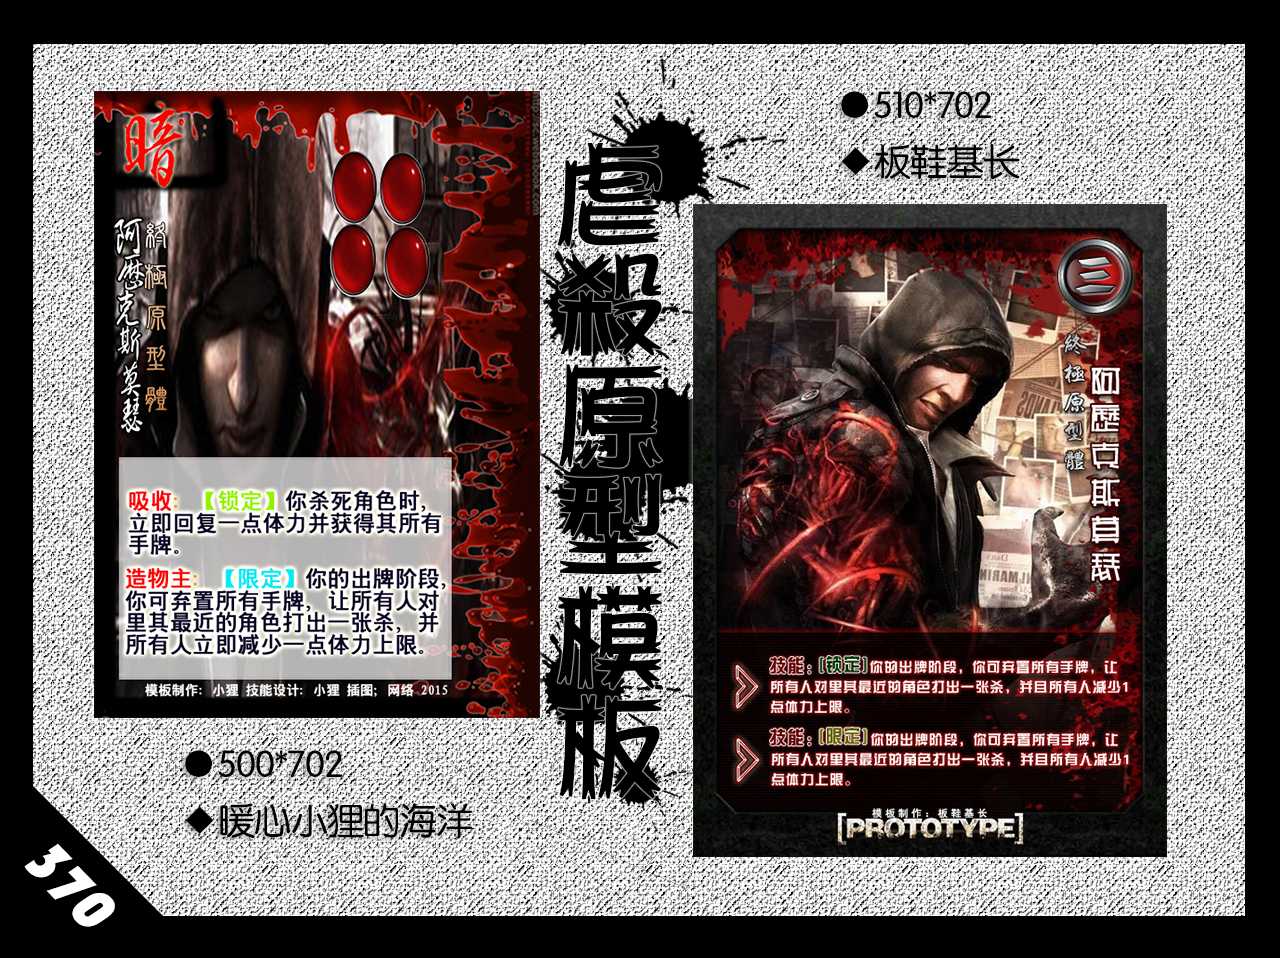 暗
終極原型體
阿歷克斯莫瑟
吸收:【锁定】你杀死角色时,
立即回复一点体力并获得其所有
手牌。
造物主:【限定】你的出牌阶段,
你可弃置所有手牌, 让所有人对
里其最近的角色打出一张杀, 并
所有人立即减少一点体力上限。
模板制作: 小狸 技能设计: 小狸 插图; 网络 2015
●500*702
◆暖心小狸的海洋
370
虐殺原型模板
●510*702
◆板鞋基长
三
終極原型體
阿歷克斯莫瑟
技能:[锁定]你的出牌阶段, 你可弃置所有手牌, 让
所有人对里其最近的角色打出一张杀, 并且所有人减少1
点体力上限。
技能:[限定]你的出牌阶段, 你可弃置所有手牌, 让
所有人对里其最近的角色打出一张杀, 并且所有人减少1
点体力上限。
模板制作: 板鞋基长
[PROTOTYPE]